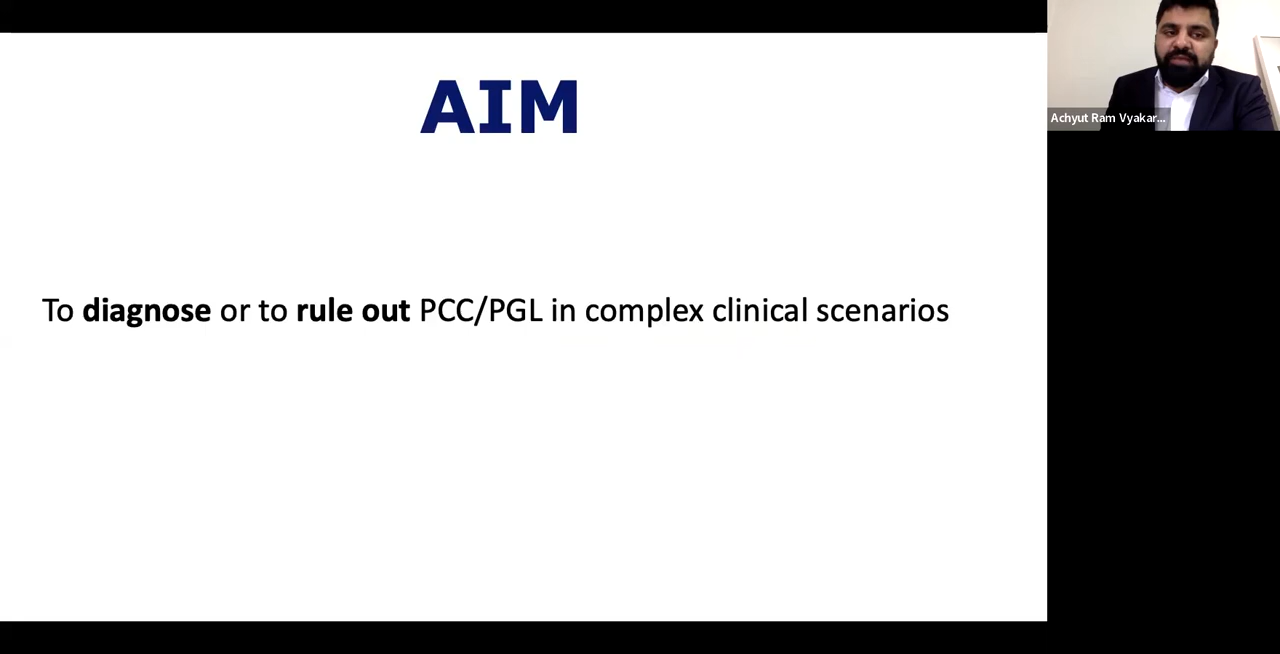 AIM
To diagnose or to rule out PCC/PGL in complex clinical scenarios
Achyut Ram Vyakar...